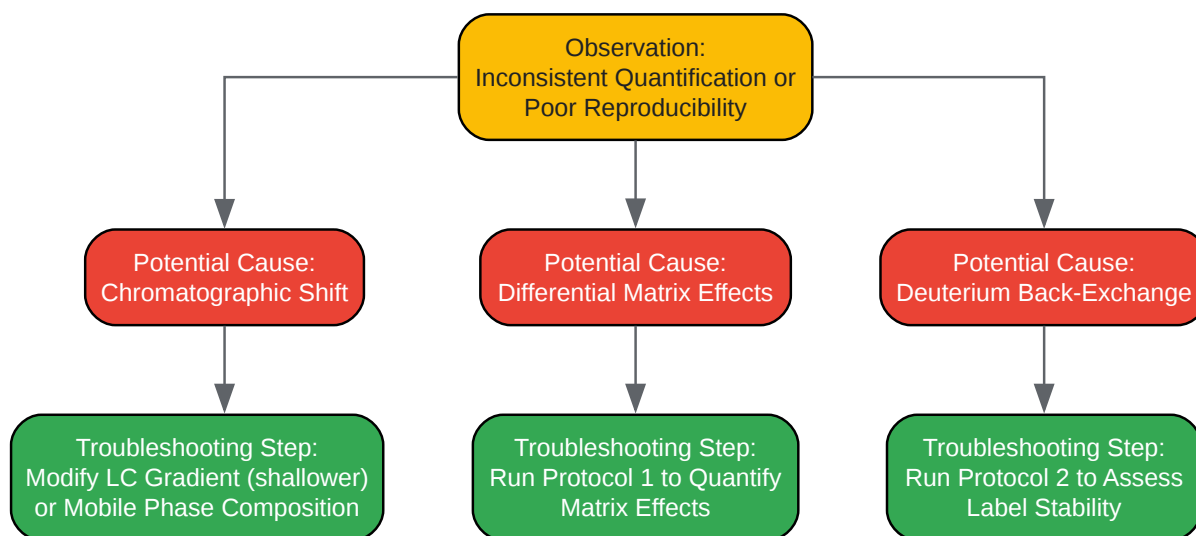 Observation:
Inconsistent Quantification or
Poor Reproducibility
Potential Cause:
Chromatographic Shift
Potential Cause:
Differential Matrix Effects
Potential Cause:
Deuterium Back-Exchange
Troubleshooting Step:
Modify LC Gradient (shallower)
or Mobile Phase Composition
Troubleshooting Step:
Run Protocol 1 to Quantify
Matrix Effects
Troubleshooting Step:
Run Protocol 2 to Assess
Label Stability